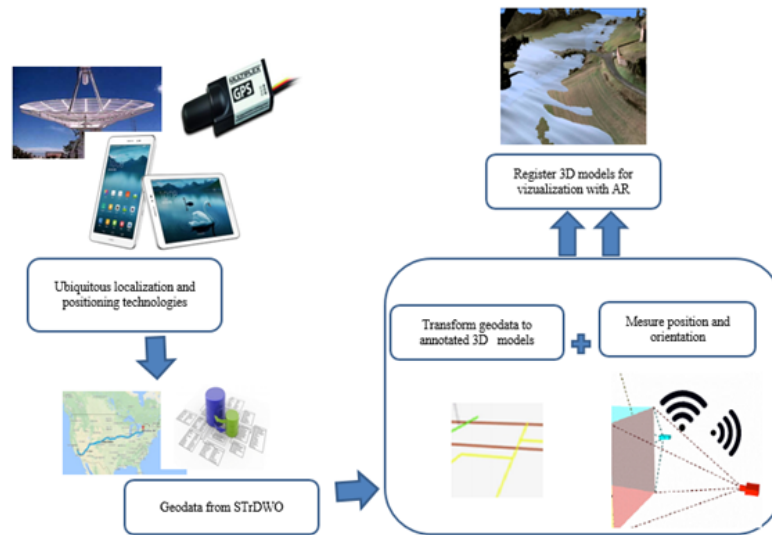 MULTIPLEX
GPS
Ubiquitous localization and
positioning technologies
Geodata from STrDWO
Register 3D models for
vizualization with AR
Transform geodata to
annotated 3D models
Mesure position and
orientation